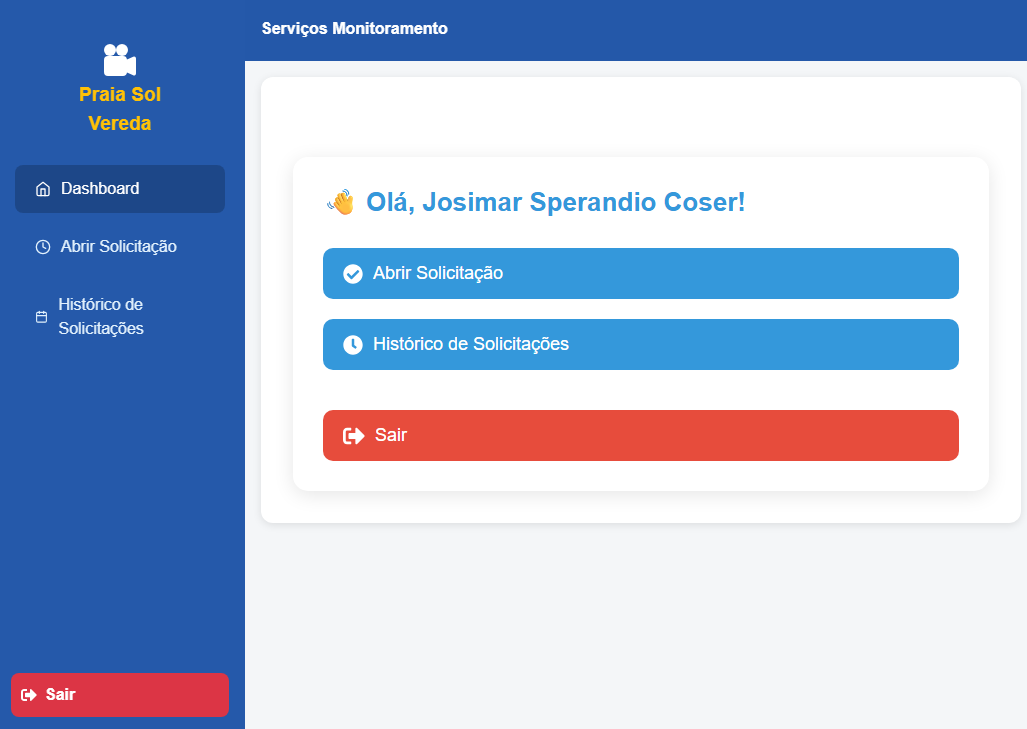 Serviços Monitoramento
Praia Sol
Vereda
Dashboard
Abrir Solicitação
Histórico de
Solicitações
Sair
👋 Olá, Josimar Sperandio Coser!
Abrir Solicitação
Histórico de Solicitações
Sair